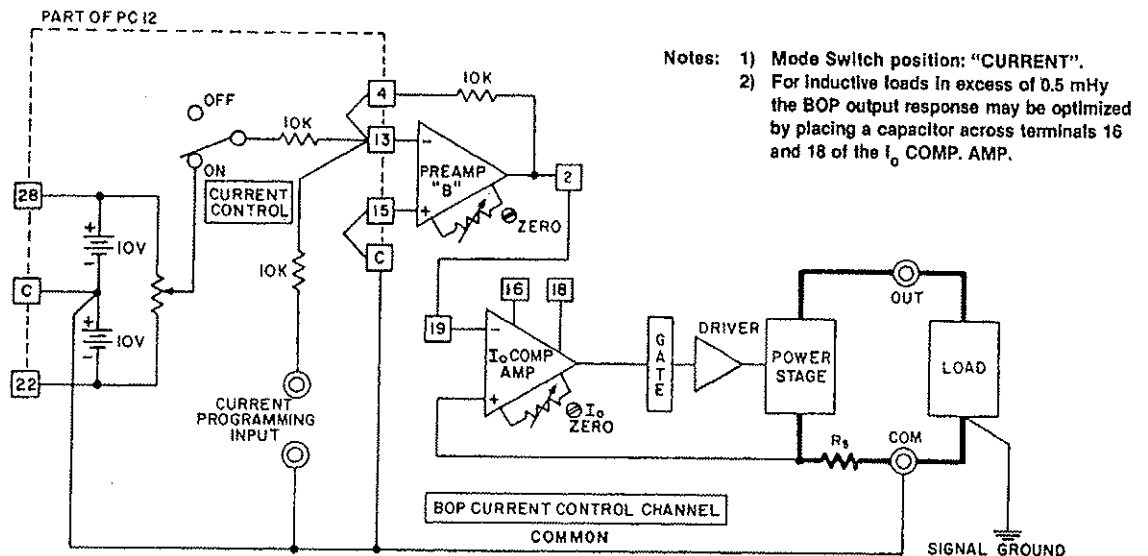 PART OF PC 12
Notes: 1) Mode Switch position: "CURRENT".
2) For inductive loads in excess of 0.5 mHy
the BOP output response may be optimized
by placing a capacitor across terminals 16
and 18 of the Io COMP. AMP.
OFF
10K
4
10K
13
-
PREAMP
"B"
2
ON
CURRENT
CONTROL
28
15
+
ZERO
+
10V
-
10K
C
C
16
18
OUT
+
10V
-
19
-
Io COMP
AMP
GATE
DRIVER
POWER
STAGE
LOAD
22
+
Io
ZERO
CURRENT
PROGRAMMING
INPUT
Rs
COM
BOP CURRENT CONTROL CHANNEL
COMMON
SIGNAL GROUND